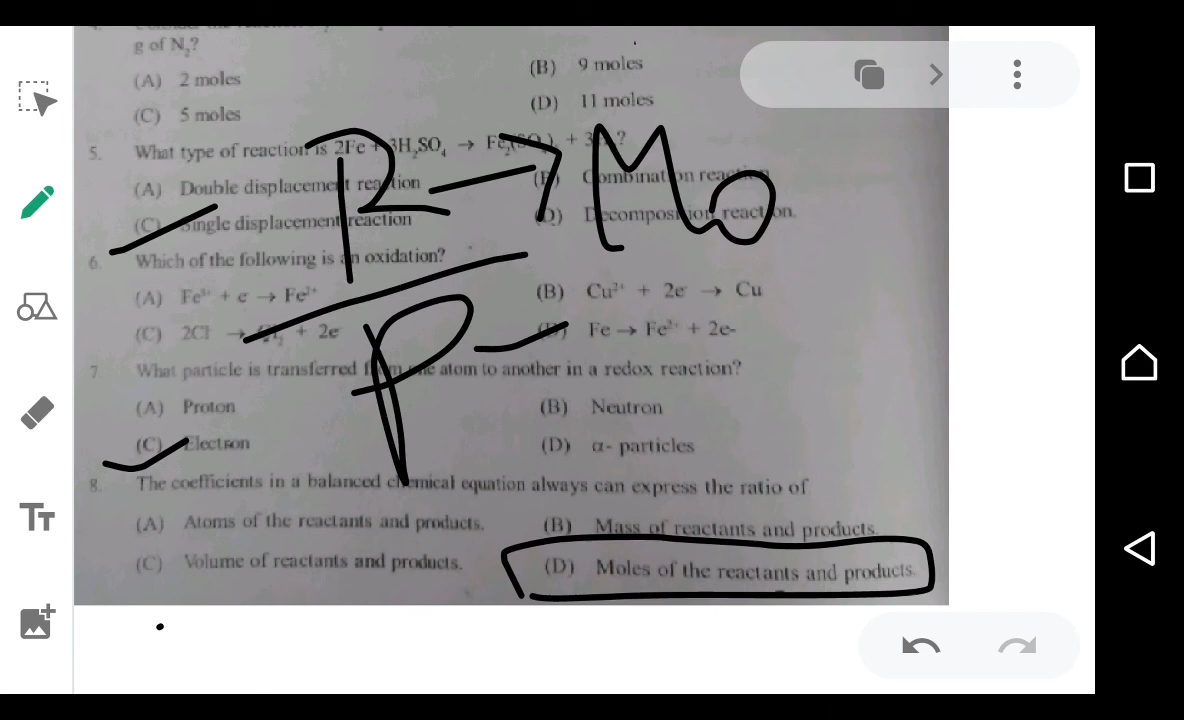 g of N₂?
(A) 2 moles
(B) 9 moles
(C) 5 moles
(D) 11 moles
5. What type of reaction is 2Fe + 3H₂SO₄ → Fe₂(SO₄)₃ + 3 ?
(A) Double displacement reaction
(B) Combination reaction
(C) Single displacement reaction
(D) Decomposition reaction.
6. Which of the following is an oxidation?
(A) Fe³⁺ + e → Fe²⁺
(B) Cu²⁺ + 2e → Cu
(C) 2Cl → Cl₂ + 2e
(D) Fe → Fe²⁺ + 2e-
7 What particle is transferred from one atom to another in a redox reaction?
(A) Proton
(B) Neutron
(C) Electron
(D) α- particles
8. The coefficients in a balanced chemical equation always can express the ratio of
(A) Atoms of the reactants and products.
(B) Mass of reactants and products.
(C) Volume of reactants and products.
(D) Moles of the reactants and products.
R → Mo
P
Tт